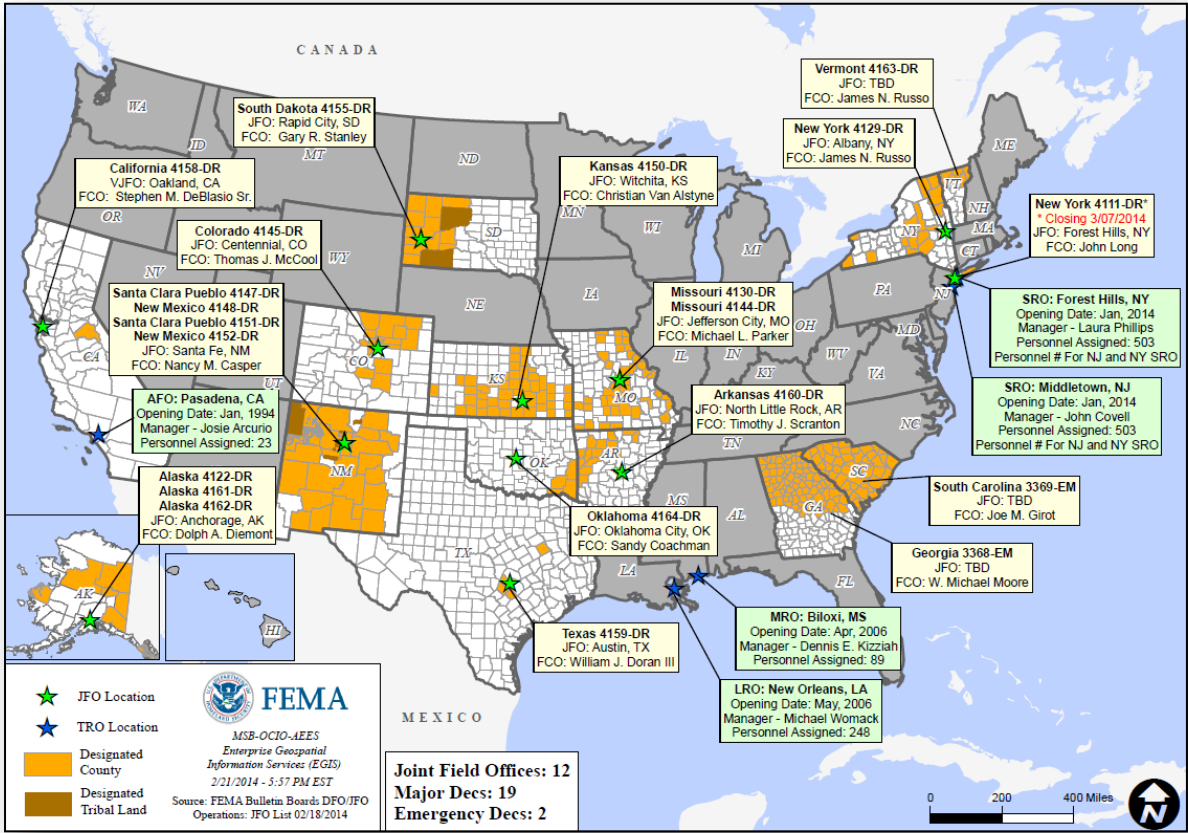 CANADA
WA
ID
MT
ND
OR
NV
WY
SD
NE
MN
WI
MI
IA
IL
IN
OH
KY
WV
VA
PA
MD
NJ
NY
VT
NH
ME
MA
CT
NC
TN
SC
GA
AL
MS
FL
LA
AR
MO
KS
OK
TX
NM
CO
UT
CA
AK
HI
MEXICO
South Dakota 4155-DR
JFO: Rapid City, SD
FCO: Gary R. Stanley
California 4158-DR
VJFO: Oakland, CA
FCO: Stephen M. DeBlasio Sr.
Colorado 4145-DR
JFO: Centennial, CO
FCO: Thomas J. McCool
Santa Clara Pueblo 4147-DR
New Mexico 4148-DR
Santa Clara Pueblo 4151-DR
New Mexico 4152-DR
JFO: Santa Fe, NM
FCO: Nancy M. Casper
AFO: Pasadena, CA
Opening Date: Jan, 1994
Manager - Josie Arcurio
Personnel Assigned: 23
Alaska 4122-DR
Alaska 4161-DR
Alaska 4162-DR
JFO: Anchorage, AK
FCO: Dolph A. Diemont
Kansas 4150-DR
JFO: Witchita, KS
FCO: Christian Van Alstyne
Missouri 4130-DR
Missouri 4144-DR
JFO: Jefferson City, MO
FCO: Michael L. Parker
Arkansas 4160-DR
JFO: North Little Rock, AR
FCO: Timothy J. Scranton
Oklahoma 4164-DR
JFO: Oklahoma City, OK
FCO: Sandy Coachman
Texas 4159-DR
JFO: Austin, TX
FCO: William J. Doran III
Vermont 4163-DR
JFO: TBD
FCO: James N. Russo
New York 4129-DR
JFO: Albany, NY
FCO: James N. Russo
New York 4111-DR*
* Closing 3/07/2014
JFO: Forest Hills, NY
FCO: John Long
SRO: Forest Hills, NY
Opening Date: Jan, 2014
Manager - Laura Phillips
Personnel Assigned: 503
Personnel # For NJ and NY SRO
SRO: Middletown, NJ
Opening Date: Jan, 2014
Manager - John Covell
Personnel Assigned: 503
Personnel # For NJ and NY SRO
South Carolina 3369-EM
JFO: TBD
FCO: Joe M. Girot
Georgia 3368-EM
JFO: TBD
FCO: W. Michael Moore
MRO: Biloxi, MS
Opening Date: Apr, 2006
Manager - Dennis E. Kizziah
Personnel Assigned: 89
LRO: New Orleans, LA
Opening Date: May, 2006
Manager - Michael Womack
Personnel Assigned: 248
JFO Location
TRO Location
Designated
County
Designated
Tribal Land
FEMA
MSB-OCIO-AEES
Enterprise Geospatial
Information Services (EGIS)
2/21/2014 - 5:57 PM EST
Source: FEMA Bulletin Boards DFO/JFO
Operations: JFO List 02/18/2014
Joint Field Offices: 12
Major Decs: 19
Emergency Decs: 2
0 200 400 Miles
N